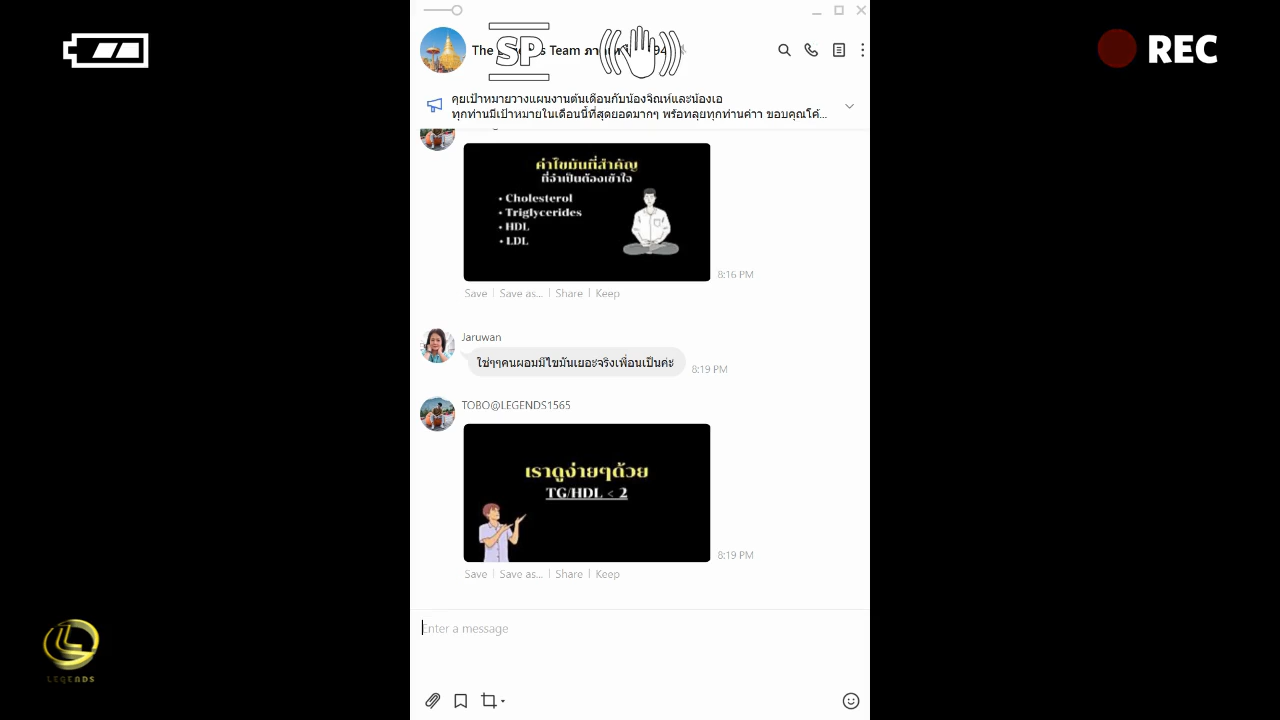 SP
REC
คุยเป้าหมายวางแผนงานต้นเดือนกับน้องจิณห์และน้องเอ
ทุกท่านมีเป้าหมายในเดือนนี้ที่สุดยอดมากๆ พร้อทลุยทุกท่านค่าา ขอบคุณโค้...
ค่าไขมันที่สำคัญ
ที่จำเป็นต้องเข้าใจ
• Cholesterol
• Triglycerides
• HDL
• LDL
8:16 PM
Save | Save as... | Share | Keep
Jaruwan
ใช่ๆๆคนผอมมีไขมันเยอะจริงเพื่อนเป็นค่ะ
8:19 PM
TOBO@LEGENDS1565
เราดูง่ายๆด้วย
TG/HDL < 2
8:19 PM
Save | Save as... | Share | Keep
Enter a message
LEGENDS